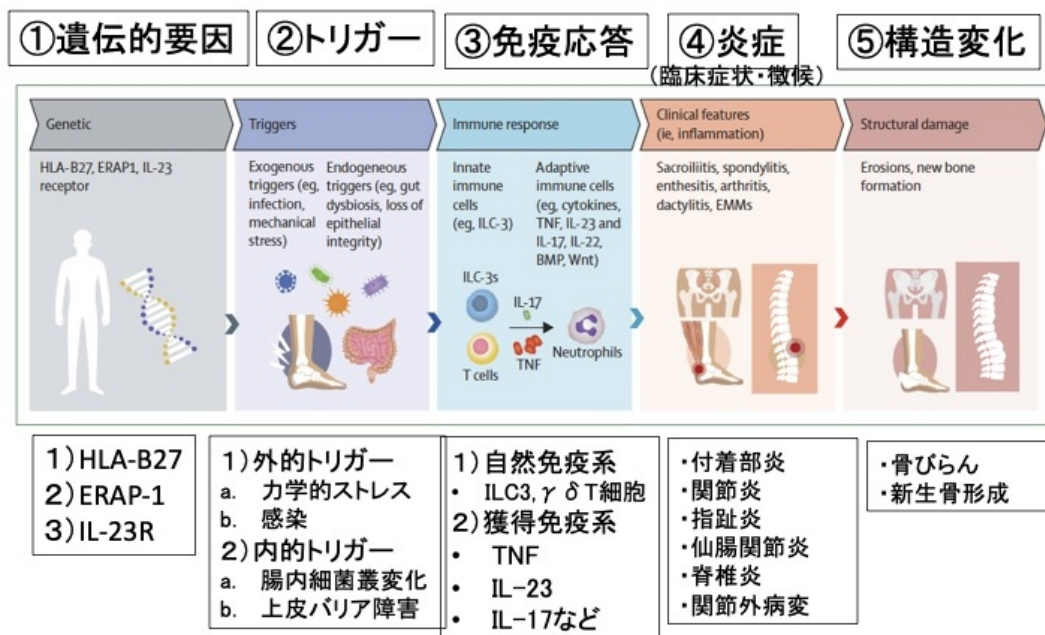 ①遺伝的要因
②トリガー
③免疫応答
④炎症
(臨床症状・徴候)
⑤構造変化
Genetic
HLA-B27, ERAP1, IL-23
receptor
Triggers
Exogenous
triggers (eg,
infection,
mechanical
stress)
Endogeneous
triggers (eg, gut
dysbiosis, loss of
epithelial
integrity)
Immune response
Innate
immune
cells
(eg, ILC-3)
Adaptive
immune cells
(eg, cytokines,
TNF, IL-23 and
IL-17, IL-22,
BMP, Wnt)
ILC-3s
IL-17
T cells
TNF
Neutrophils
Clinical features
(ie, inflammation)
Sacroiliitis, spondylitis,
enthesitis, arthritis,
dactylitis, EMMs
Structural damage
Erosions, new bone
formation
1)HLA-B27
2)ERAP-1
3)IL-23R
1)外的トリガー
a. 力学的ストレス
b. 感染
2)内的トリガー
a. 腸内細菌叢変化
b. 上皮バリア障害
1)自然免疫系
• ILC3,γδT細胞
2)獲得免疫系
• TNF
• IL-23
• IL-17など
・付着部炎
・関節炎
・指趾炎
・仙腸関節炎
・脊椎炎
・関節外病変
・骨びらん
・新生骨形成